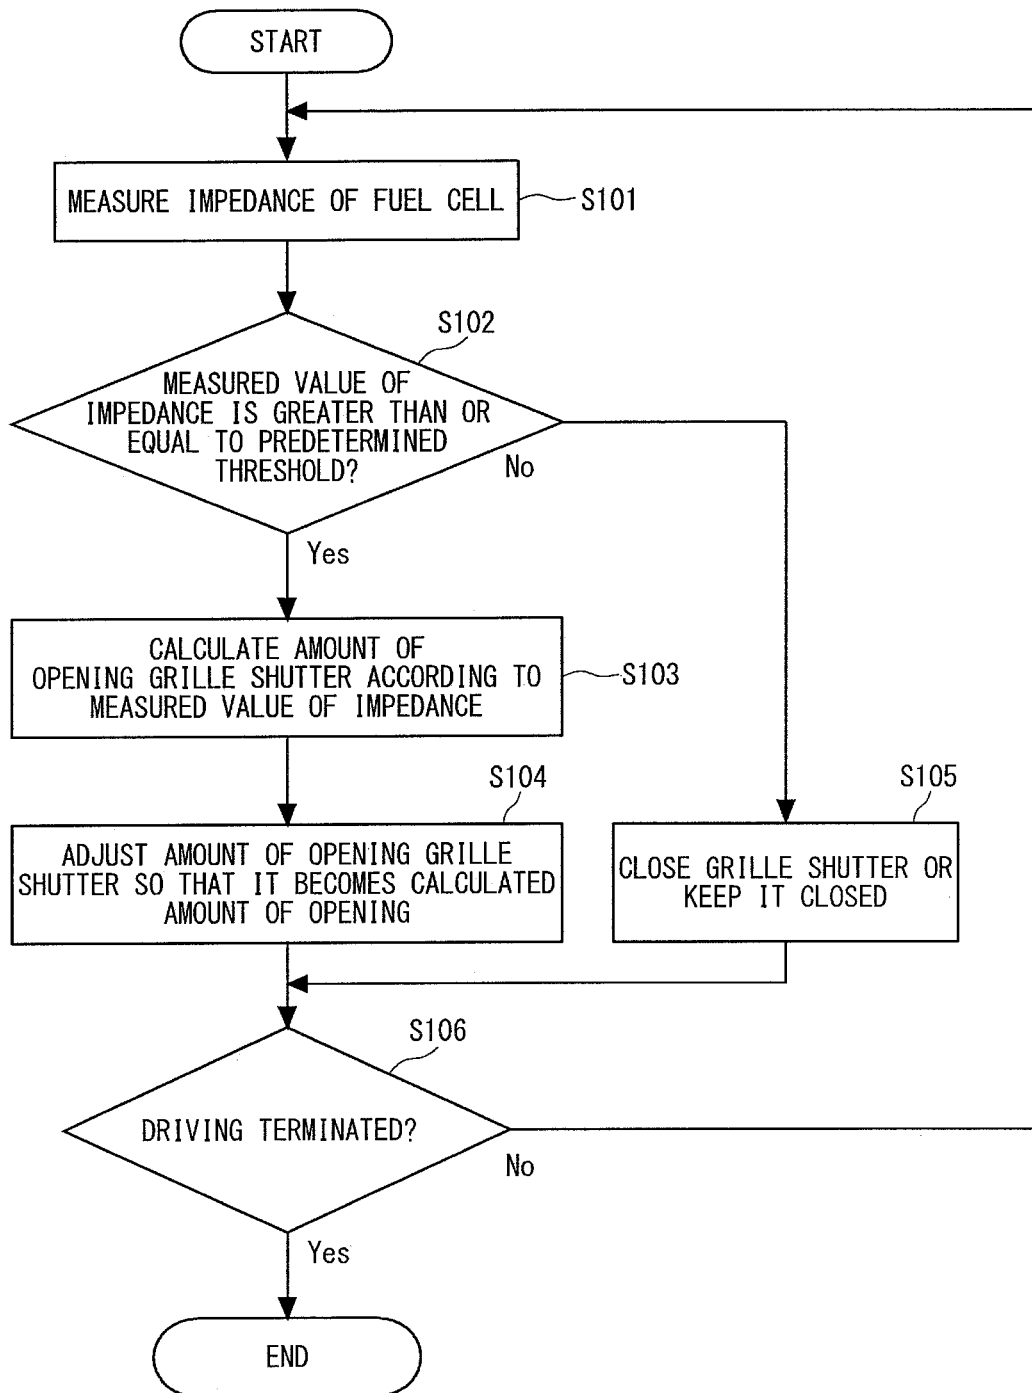 START
MEASURE IMPEDANCE OF FUEL CELL
S101
S102
MEASURED VALUE OF
IMPEDANCE IS GREATER THAN OR
EQUAL TO PREDETERMINED
THRESHOLD?
No
Yes
CALCULATE AMOUNT OF
OPENING GRILLE SHUTTER ACCORDING TO
MEASURED VALUE OF IMPEDANCE
S103
S104
ADJUST AMOUNT OF OPENING GRILLE
SHUTTER SO THAT IT BECOMES CALCULATED
AMOUNT OF OPENING
S105
CLOSE GRILLE SHUTTER OR
KEEP IT CLOSED
S106
DRIVING TERMINATED?
No
Yes
END